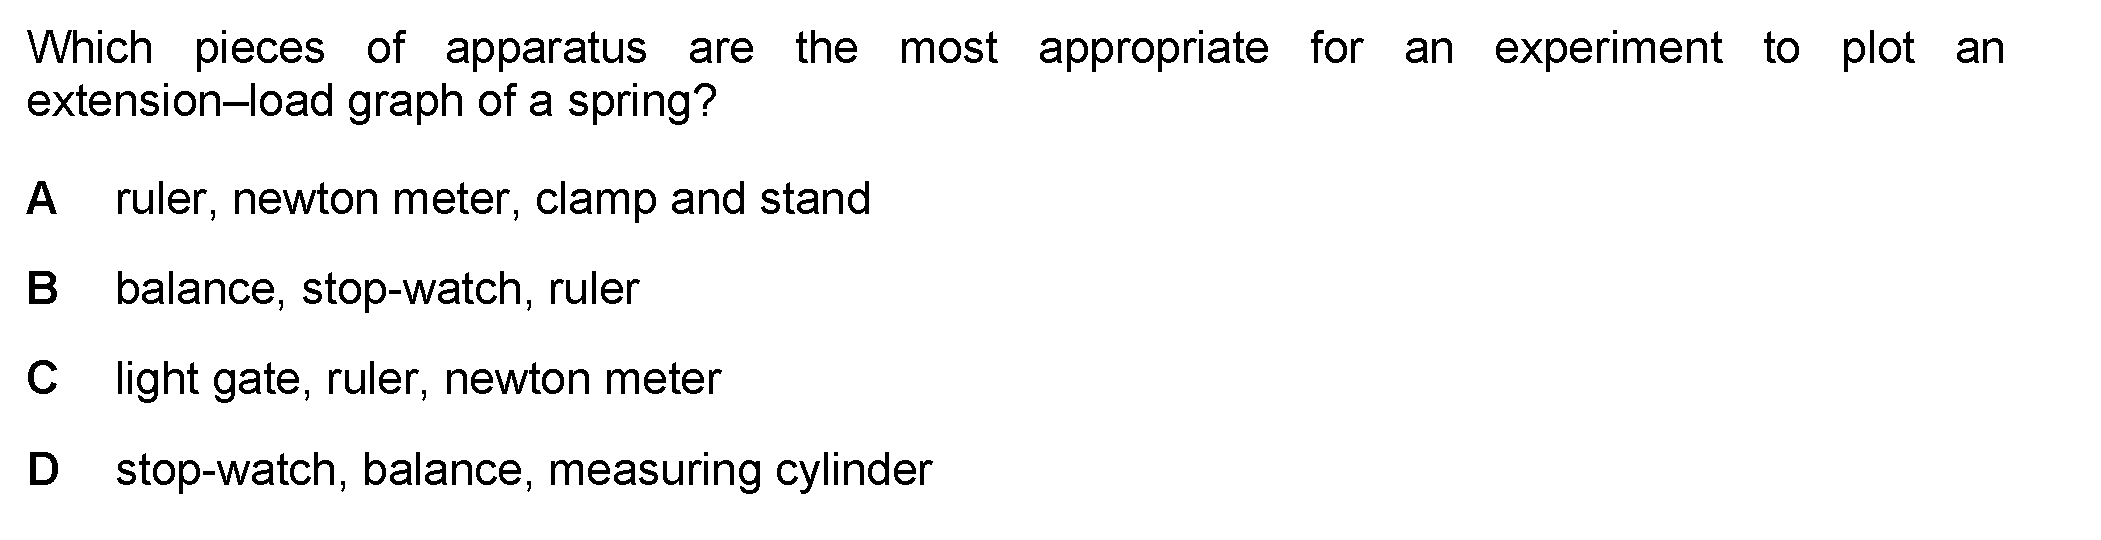 Which pieces of apparatus are the most appropriate for an experiment to plot an
extension–load graph of a spring?
A ruler, newton meter, clamp and stand
B balance, stop-watch, ruler
C light gate, ruler, newton meter
D stop-watch, balance, measuring cylinder